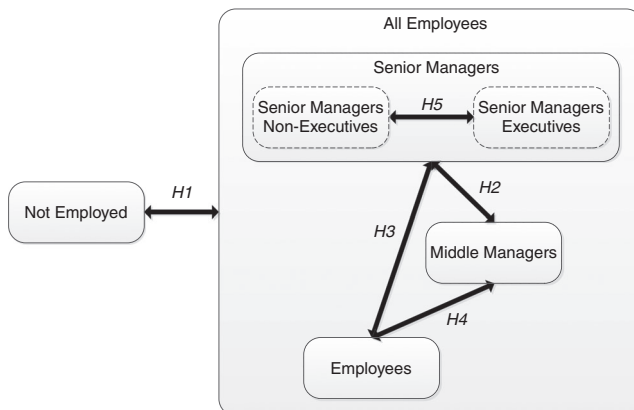 All Employees
Senior Managers
Senior Managers
Non-Executives
H5
Senior Managers
Executives
H1
Not Employed
H2
H3
Middle Managers
H4
Employees